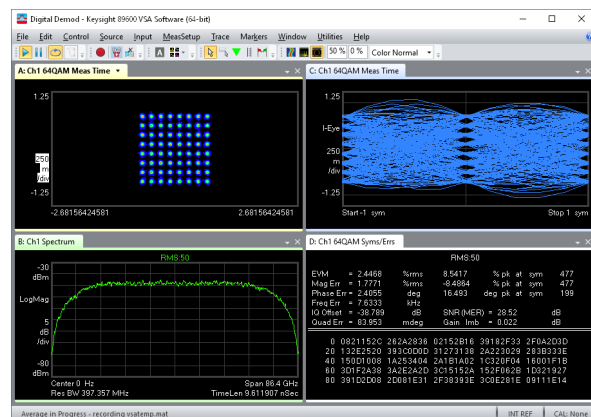 Digital Demod - Keysight 89600 VSA Software (64-bit)
File Edit Control Source Input MeasSetup Trace Markers Window Utilities Help
50 % 0 % Color Normal
A: Ch1 64QAM Meas Time
1.25
250
m
/div
-1.25
-2.68156424581 2.68156424581
C: Ch1 64QAM Meas Time
1.25
I-Eye
250
m
/div
-1.25
Start -1 sym Stop 1 sym
B: Ch1 Spectrum
RMS:50
-30
dBm
LogMag
5
dB
/div
-80
dBm
Center 0 Hz Span 86.4 GHz
Res BW 397.357 MHz TimeLen 9.611907 nSec
D: Ch1 64QAM Syms/Errs
RMS:50
EVM = 2.4468 %rms 8.5417 % pk at sym 477
Mag Err = 1.7771 %rms -8.4864 % pk at sym 477
Phase Err = 2.4055 deg 16.493 deg pk at sym 199
Freq Err = 7.6333 kHz
IQ Offset = -38.789 dB SNR (MER) = 28.52 dB
Quad Err = 83.953 mdeg Gain Imb = 0.022 dB
0 0821152C 262A2836 02152B16 39182F33 2F0A2D3D
20 132E2520 393C0D0D 31273138 2A223029 283B333E
40 150D1008 1A253404 2A1B1A02 1C320F04 16001F1B
60 3D1F2A38 3A2E2A2D 3C15152A 152F062B 1D321927
80 391D2D08 2D081E31 2F38393E 3C0E281E 09111E14
Average in Progress - recording vsatemp.mat INT REF CAL: None